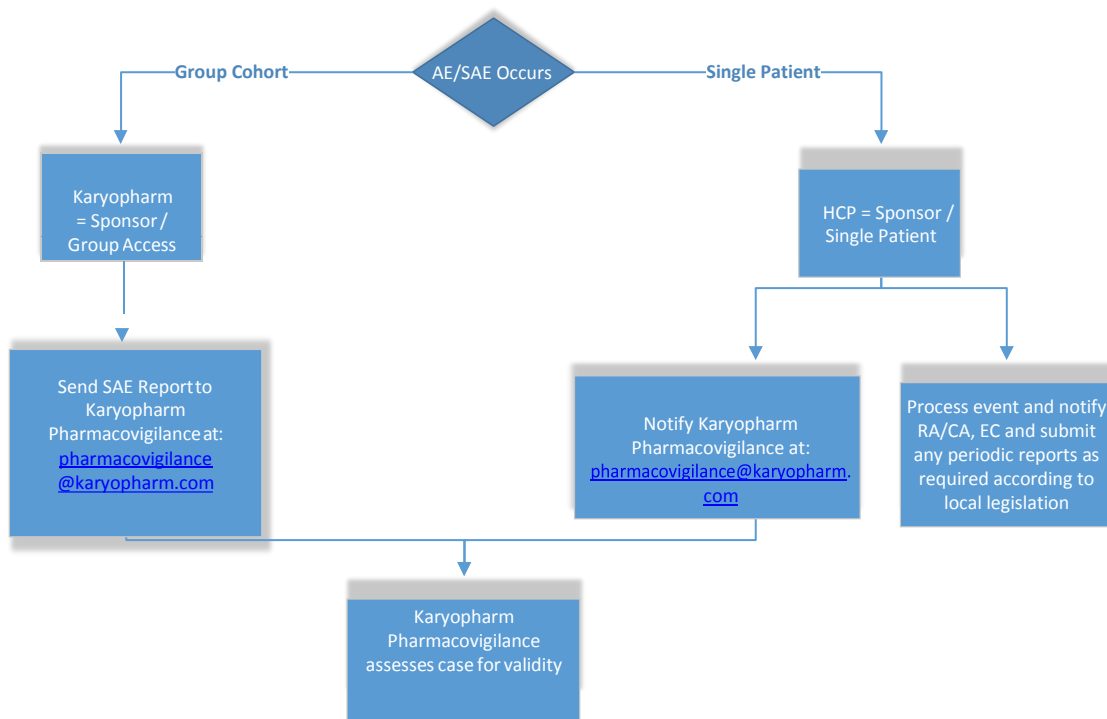 Group Cohort
AE/SAE Occurs
Single Patient
Karyopharm
= Sponsor /
Group Access
HCP = Sponsor /
Single Patient
Send SAE Report to
Karyopharm
Pharmacovigilance at:
pharmacovigilance
@karyopharm.com
Notify Karyopharm
Pharmacovigilance at:
pharmacovigilance@karyopharm.
com
Process event and notify
RA/CA, EC and submit
any periodic reports as
required according to
local legislation
Karyopharm
Pharmacovigilance
assesses case for validity